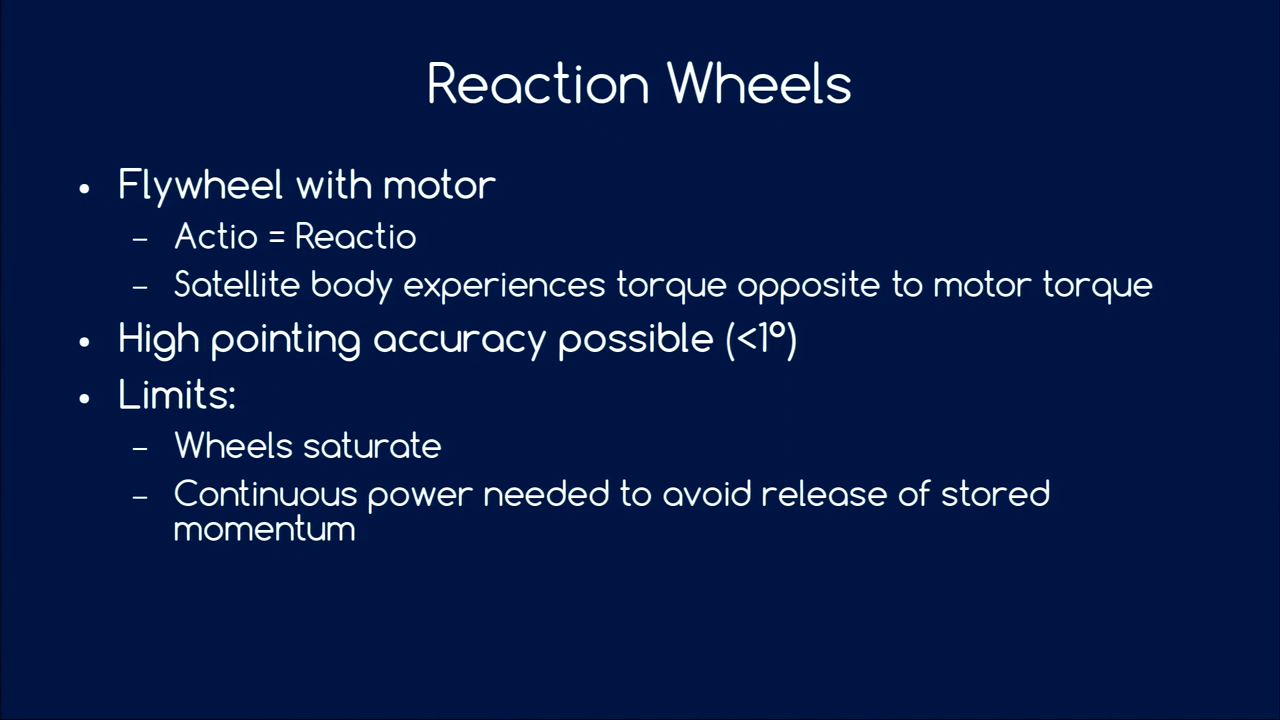 Reaction Wheels
• Flywheel with motor
– Actio = Reactio
– Satellite body experiences torque opposite to motor torque
• High pointing accuracy possible (<1°)
• Limits:
– Wheels saturate
– Continuous power needed to avoid release of stored
momentum